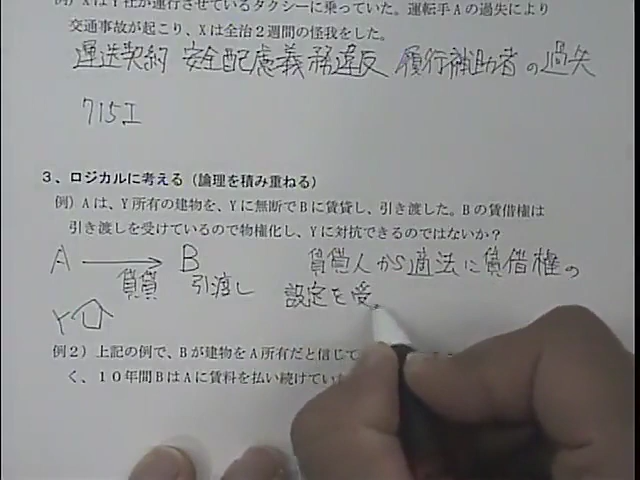 例）XはY社が運行させているタクシーに乗っていた。運転手Aの過失により
交通事故が起こり、Xは全治２週間の怪我をした。
運送契約 安全配慮義務違反 履行補助者の過失
715Ⅰ
３、ロジカルに考える（論理を積み重ねる）
例）Aは、Y所有の建物を、Yに無断でBに賃貸し、引き渡した。Bの賃借権は
引き渡しを受けているので物権化し、Yに対抗できるのではないか？
A → B 賃貸人から適法に賃借権の
賃貸 引渡し 設定を受
Y
例２）上記の例で、Bが建物をA所有だと信じて
く、１０年間BはAに賃料を払い続けてい